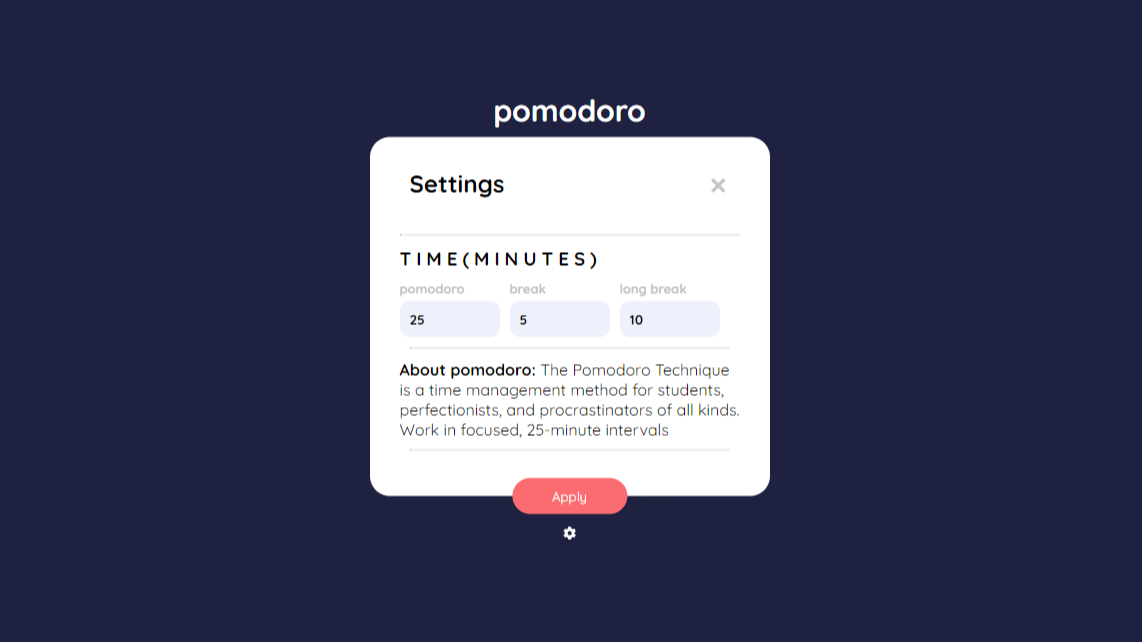 pomodoro
Settings
TIME(MINUTES)
pomodoro break long break
25 5 10
About pomodoro: The Pomodoro Technique
is a time management method for students,
perfectionists, and procrastinators of all kinds.
Work in focused, 25-minute intervals
Apply